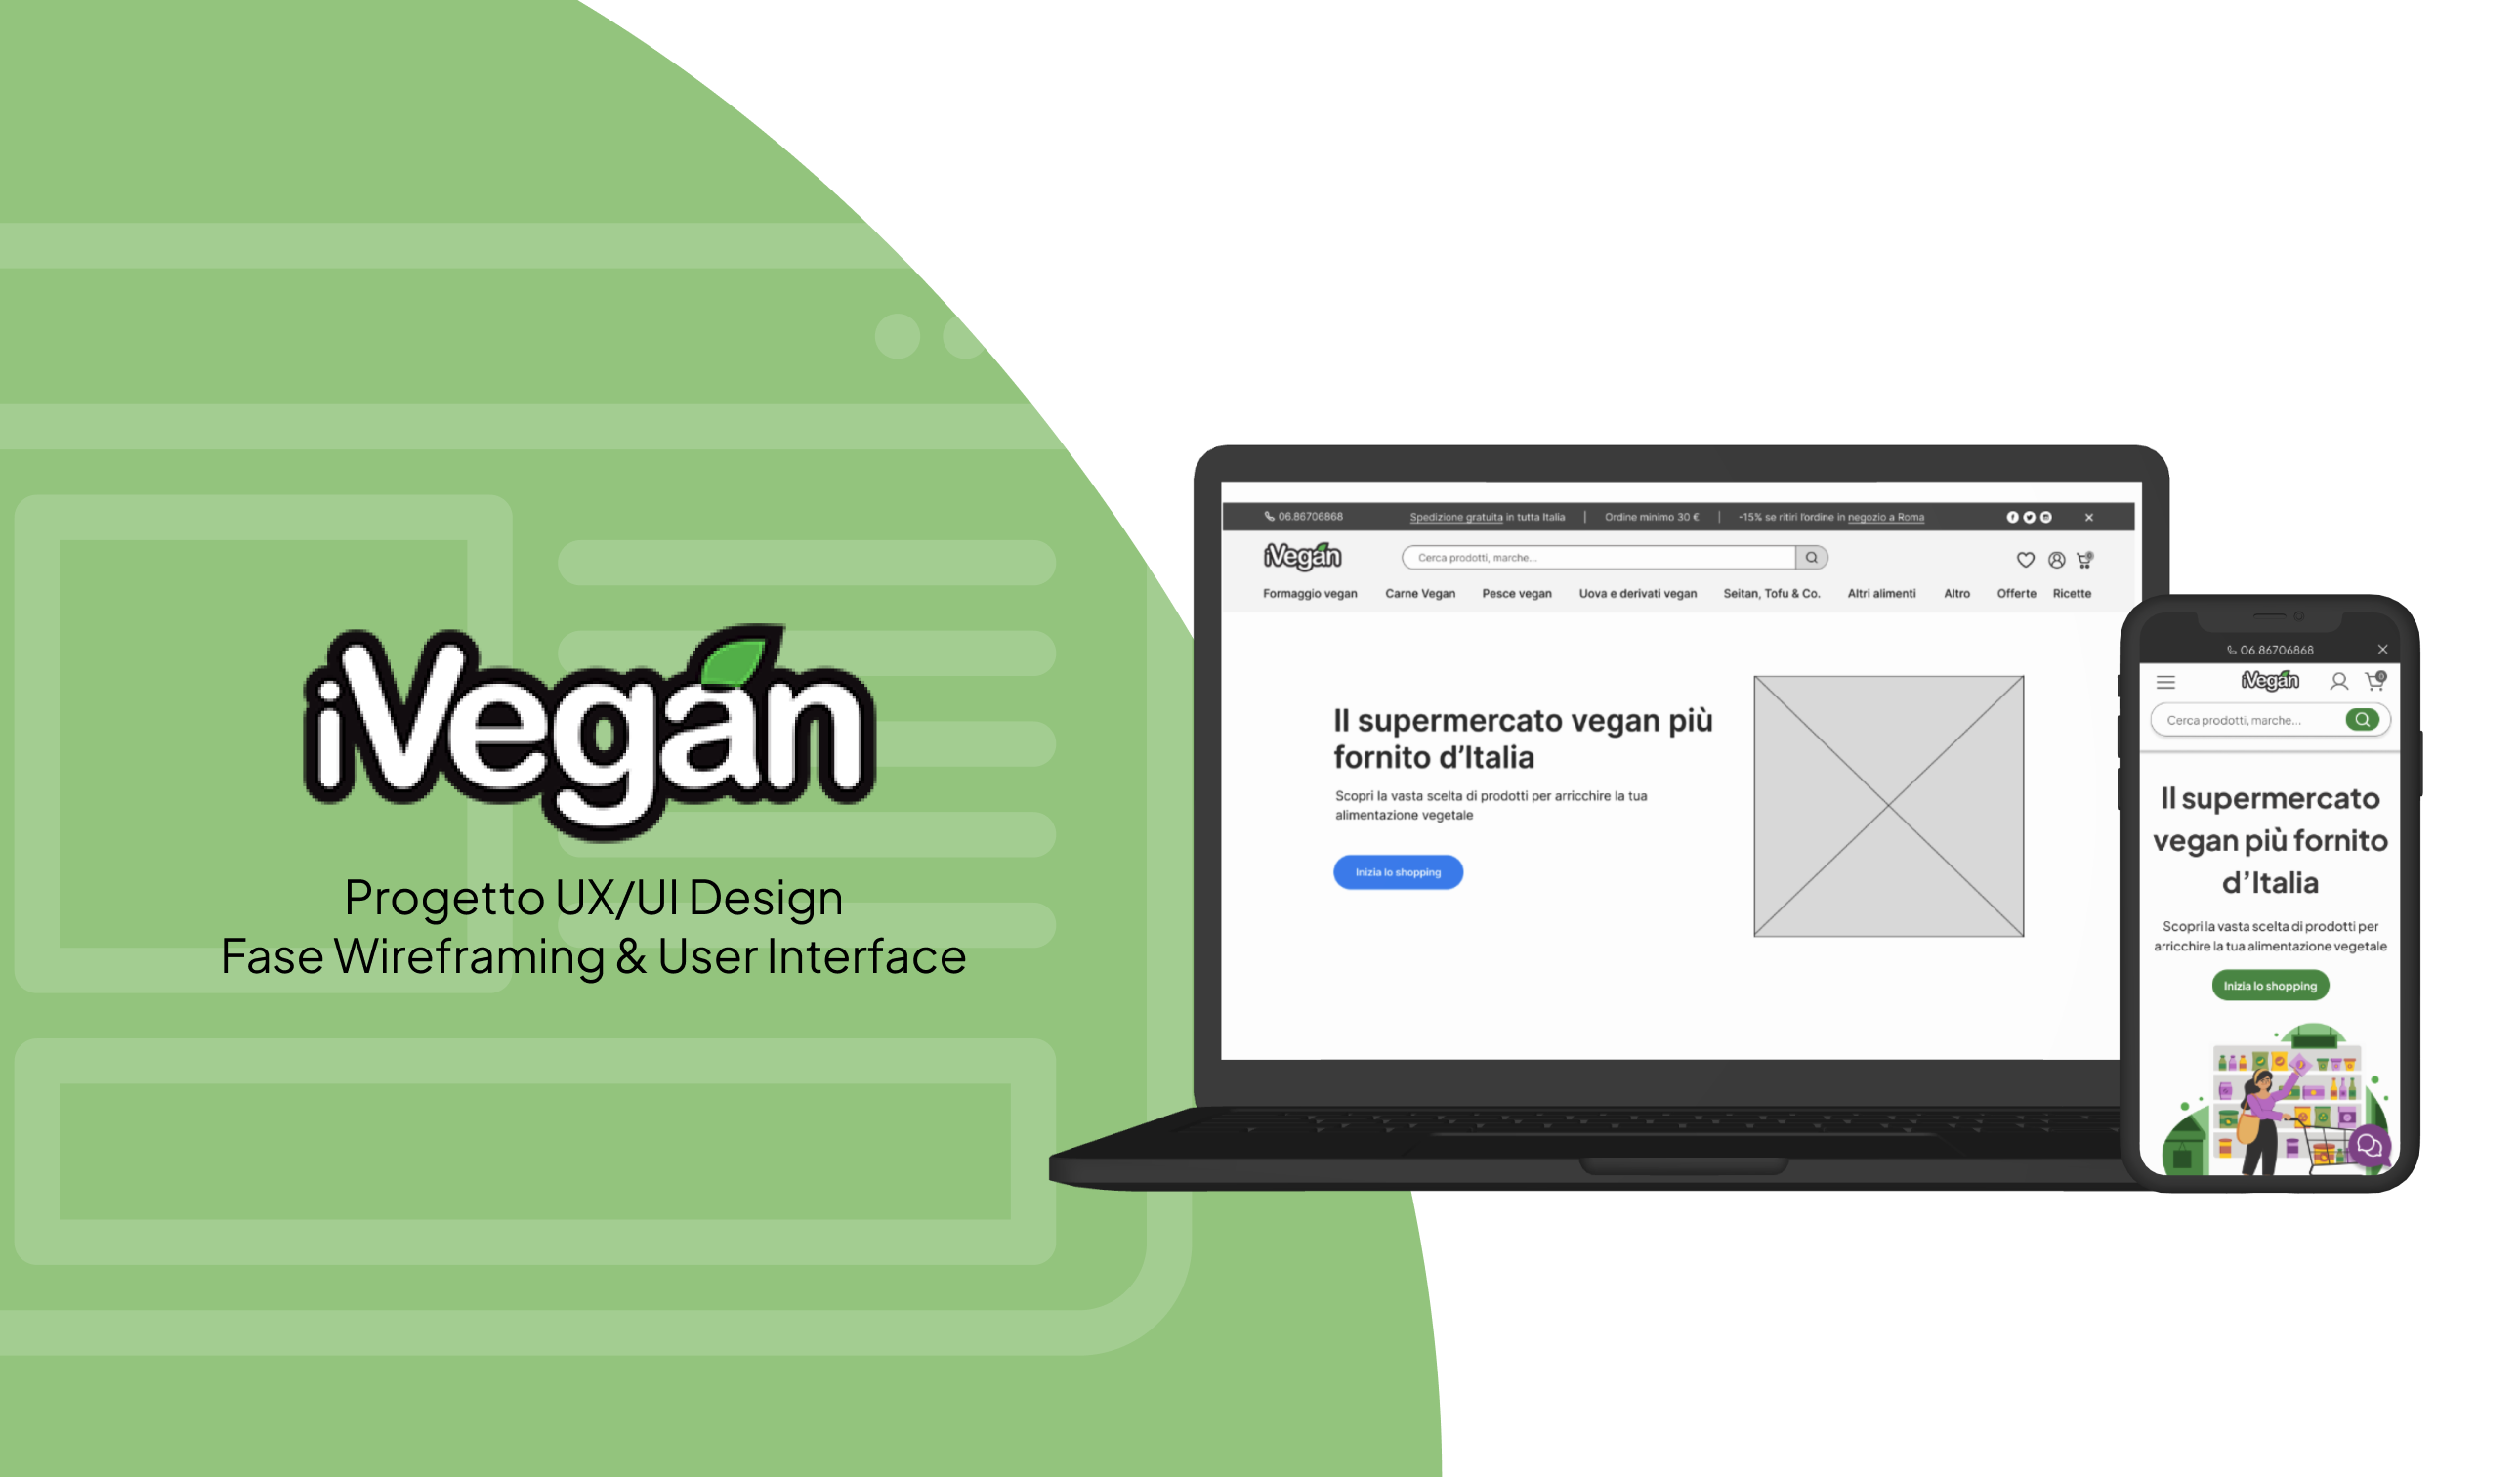 iVegan
Progetto UX/UI Design
Fase Wireframing & User Interface
06.86706868
Spedizione gratuita in tutta Italia | Ordine minimo 30 € | -15% se ritiri l'ordine in negozio a Roma
iVegan
Cerca prodotti, marche...
0
Formaggio vegan Carne Vegan Pesce vegan Uova e derivati vegan Seitan, Tofu & Co. Altri alimenti Altro Offerte Ricette
Il supermercato vegan più
fornito d'Italia
Scopri la vasta scelta di prodotti per arricchire la tua
alimentazione vegetale
Inizia lo shopping
06.86706868
iVegan
0
Cerca prodotti, marche...
Il supermercato
vegan più fornito
d'Italia
Scopri la vasta scelta di prodotti per
arricchire la tua alimentazione vegetale
Inizia lo shopping